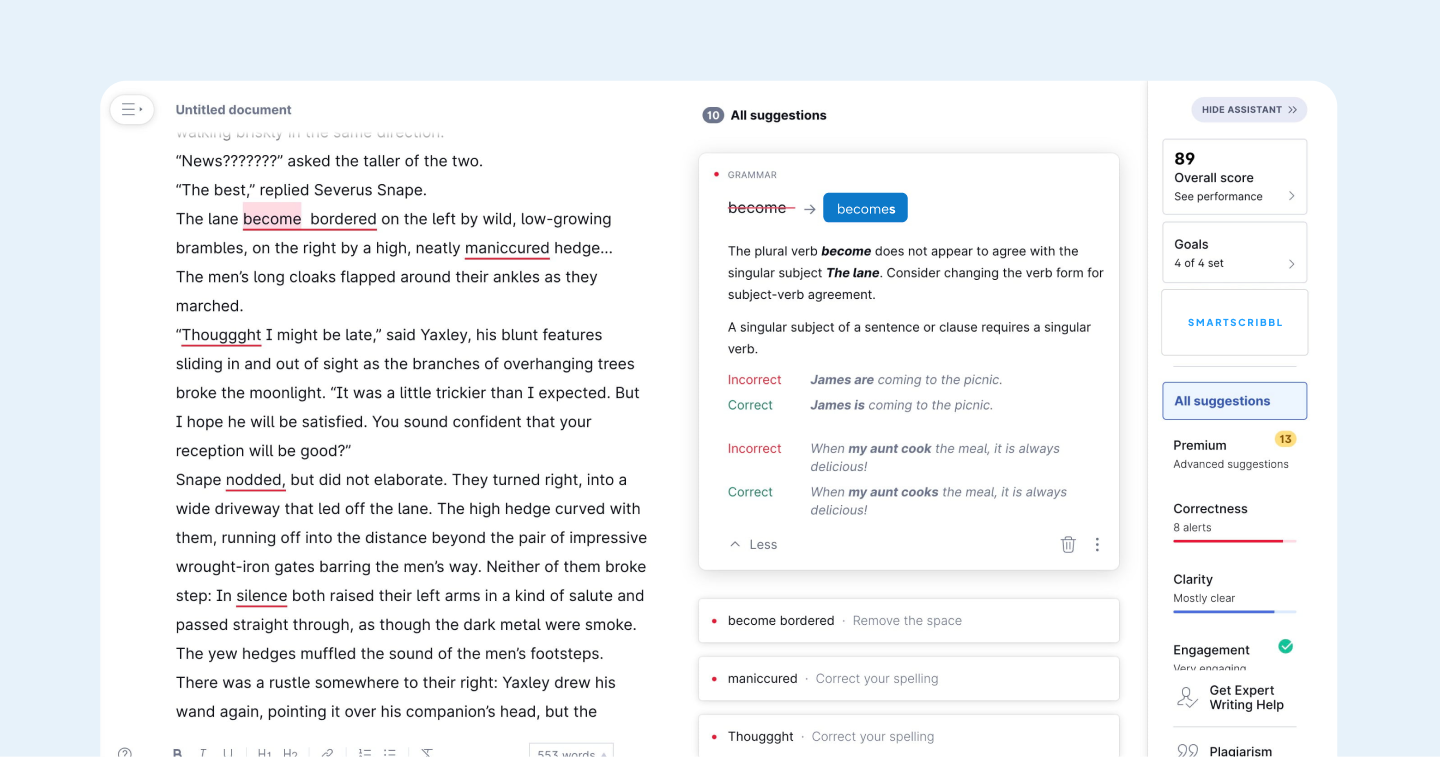 Untitled document
walking briskly in the same direction.
“News???????” asked the taller of the two.
“The best,” replied Severus Snape.
The lane become  bordered on the left by wild, low-growing
brambles, on the right by a high, neatly maniccured hedge...
The men’s long cloaks flapped around their ankles as they
marched.
“Thouggght I might be late,” said Yaxley, his blunt features
sliding in and out of sight as the branches of overhanging trees
broke the moonlight. “It was a little trickier than I expected. But
I hope he will be satisfied. You sound confident that your
reception will be good?”
Snape nodded, but did not elaborate. They turned right, into a
wide driveway that led off the lane. The high hedge curved with
them, running off into the distance beyond the pair of impressive
wrought-iron gates barring the men’s way. Neither of them broke
step: In silence both raised their left arms in a kind of salute and
passed straight through, as though the dark metal were smoke.
The yew hedges muffled the sound of the men’s footsteps.
There was a rustle somewhere to their right: Yaxley drew his
wand again, pointing it over his companion’s head, but the
B I U H1 H2
553 words
10 All suggestions
GRAMMAR
become → becomes
The plural verb become does not appear to agree with the
singular subject The lane. Consider changing the verb form for
subject-verb agreement.
A singular subject of a sentence or clause requires a singular
verb.
Incorrect James are coming to the picnic.
Correct James is coming to the picnic.
Incorrect When my aunt cook the meal, it is always
delicious!
Correct When my aunt cooks the meal, it is always
delicious!
Less
become bordered · Remove the space
maniccured · Correct your spelling
Thouggght · Correct your spelling
HIDE ASSISTANT
89
Overall score
See performance
Goals
4 of 4 set
SMARTSCRIBBL
All suggestions
Premium 13
Advanced suggestions
Correctness
8 alerts
Clarity
Mostly clear
Engagement
Very engaging
Get Expert
Writing Help
Plagiarism